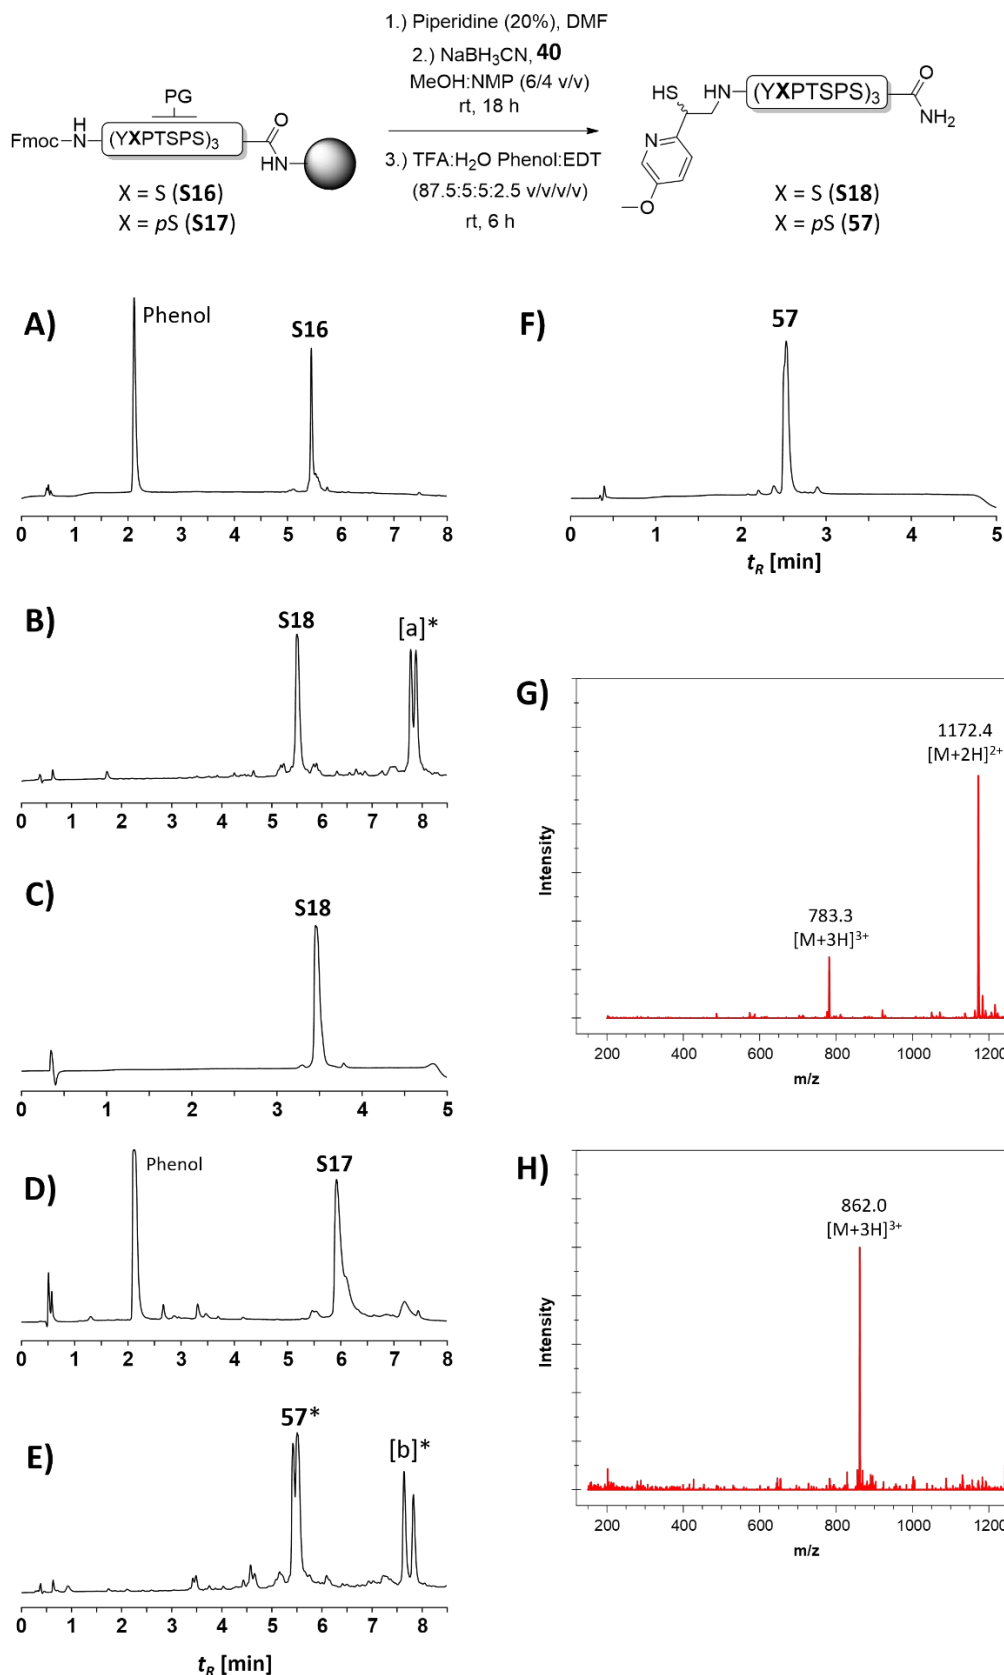 1.) Piperidine (20%), DMF
2.) NaBH3CN, 40
MeOH:NMP (6/4 v/v)
rt, 18 h
3.) TFA:H2O Phenol:EDT
(87.5:5:5:2.5 v/v/v/v)
rt, 6 h
PG
Fmoc
H
N
(YXPTSPS)3
O
HN
X = S (S16)
X = pS (S17)
HS
HN
(YXPTSPS)3
O
NH2
N
O
X = S (S18)
X = pS (57)
A)
Phenol
S16
0 1 2 3 4 5 6 7 8
B)
S18
[a]*
0 1 2 3 4 5 6 7 8
C)
S18
0 1 2 3 4 5
D)
Phenol
S17
0 1 2 3 4 5 6 7 8
E)
57*
[b]*
0 1 2 3 4 5 6 7 8
tR [min]
F)
57
0 1 2 3 4 5
tR [min]
G)
1172.4
[M+2H]2+
783.3
[M+3H]3+
Intensity
200 400 600 800 1000 1200
m/z
H)
862.0
[M+3H]3+
Intensity
200 400 600 800 1000 1200
m/z